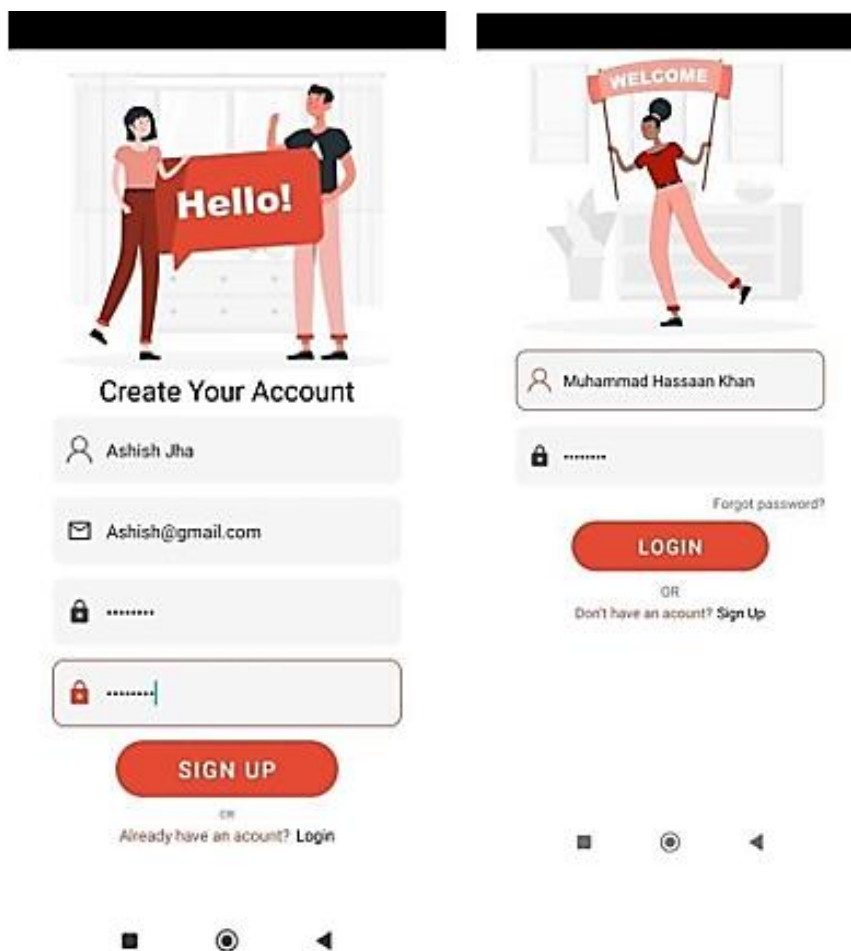 Hello!
Create Your Account
Ashish Jha
Ashish@gmail.com
••••••••
••••••••
SIGN UP
OR
Already have an acount? Login
WELCOME
Muhammad Hassaan Khan
••••••••
Forgot password?
LOGIN
OR
Don't have an acount? Sign Up